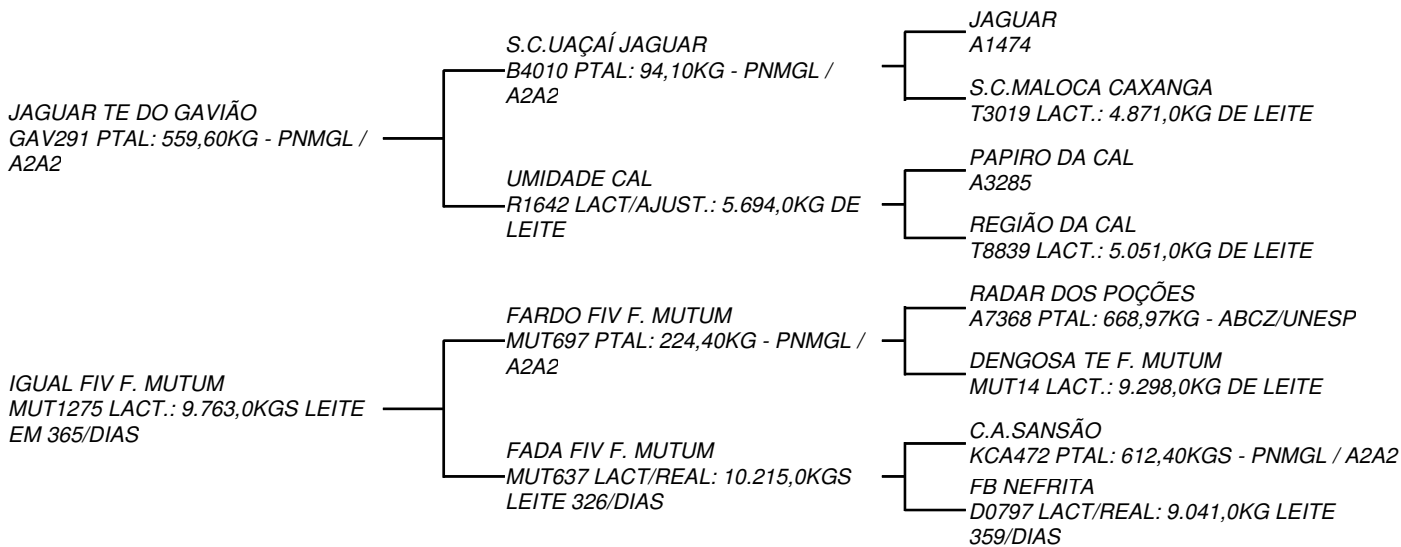 JAGUAR TE DO GAVIÃO
GAV291 PTAL: 559,60KG - PNMGL /
A2A2
S.C.UAÇAÍ JAGUAR
B4010 PTAL: 94,10KG - PNMGL /
A2A2
JAGUAR
A1474
S.C.MALOCA CAXANGA
T3019 LACT.: 4.871,0KG DE LEITE
UMIDADE CAL
R1642 LACT/AJUST.: 5.694,0KG DE
LEITE
PAPIRO DA CAL
A3285
REGIÃO DA CAL
T8839 LACT.: 5.051,0KG DE LEITE
IGUAL FIV F. MUTUM
MUT1275 LACT.: 9.763,0KGS LEITE
EM 365/DIAS
FARDO FIV F. MUTUM
MUT697 PTAL: 224,40KG - PNMGL /
A2A2
RADAR DOS POÇÕES
A7368 PTAL: 668,97KG - ABCZ/UNESP
DENGOSA TE F. MUTUM
MUT14 LACT.: 9.298,0KG DE LEITE
FADA FIV F. MUTUM
MUT637 LACT/REAL: 10.215,0KGS
LEITE 326/DIAS
C.A.SANSÃO
KCA472 PTAL: 612,40KGS - PNMGL / A2A2
FB NEFRITA
D0797 LACT/REAL: 9.041,0KG LEITE
359/DIAS